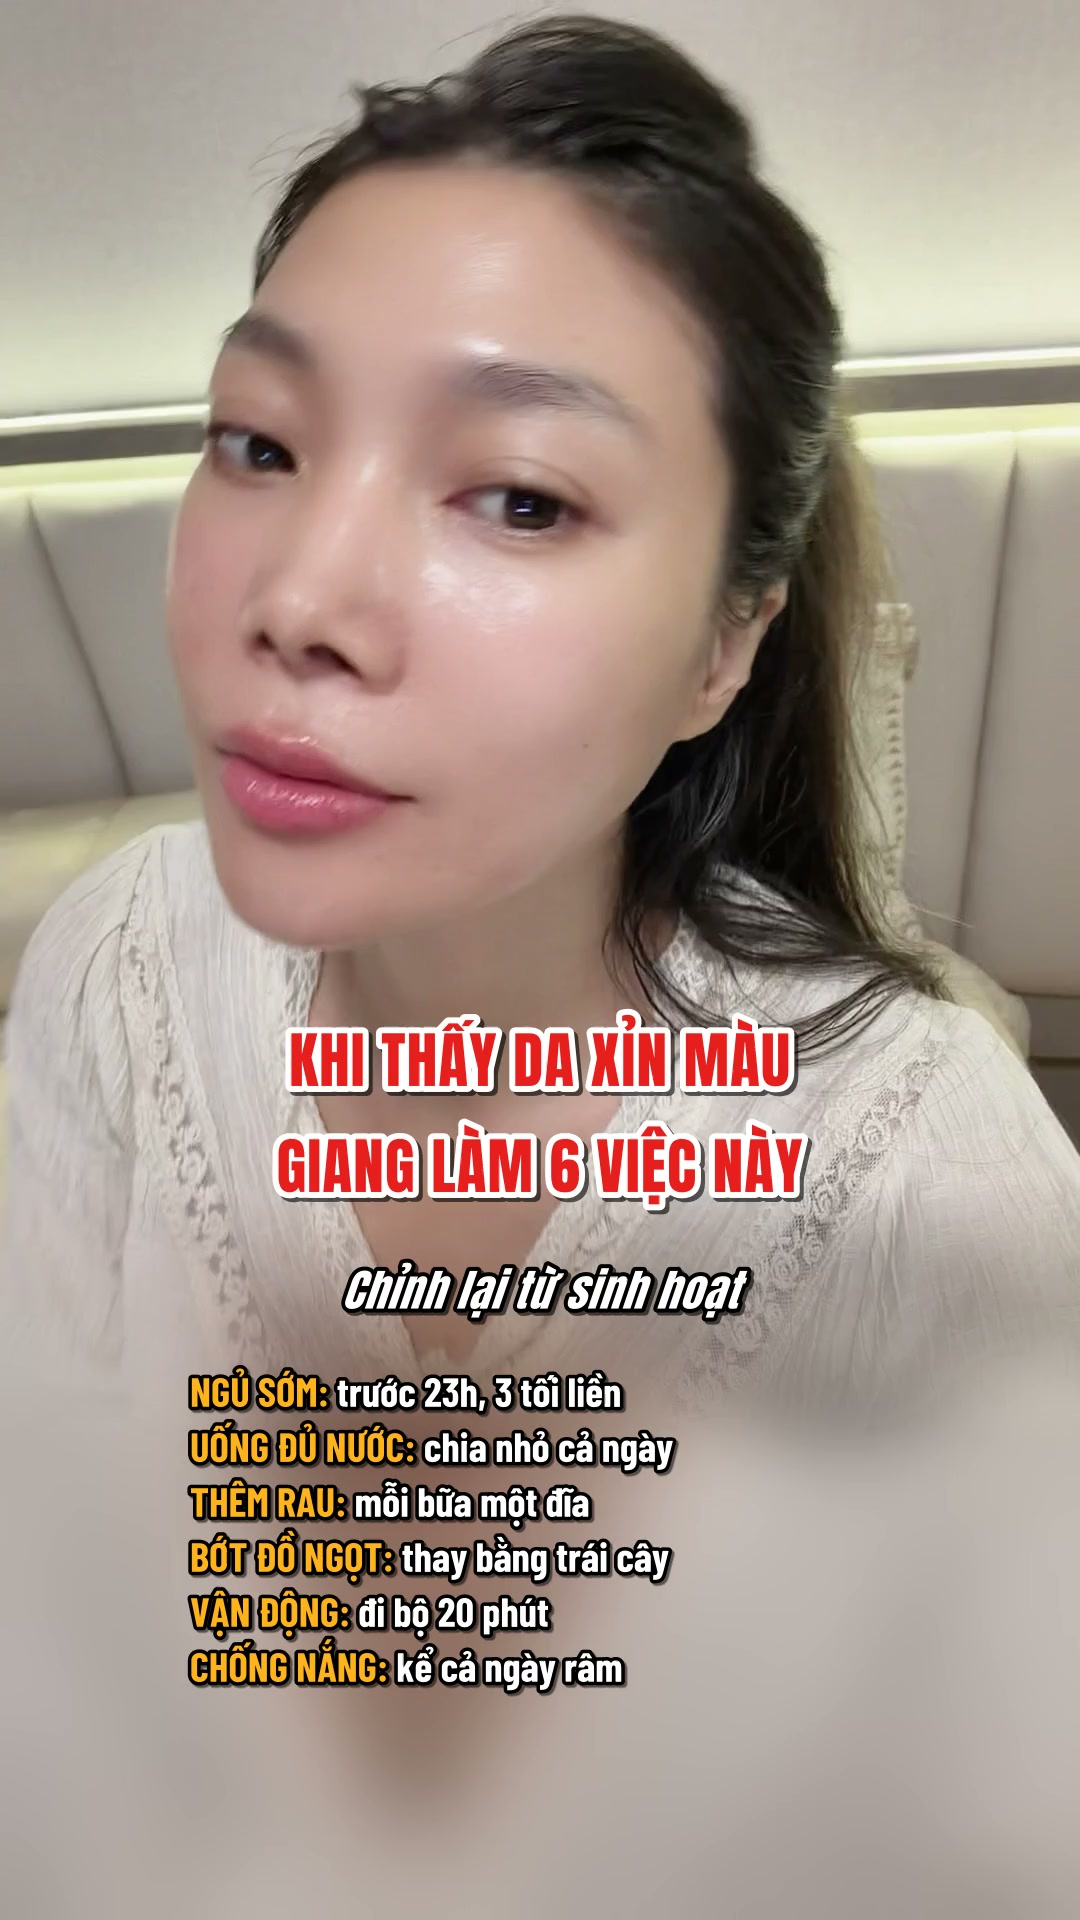 KHI THẤY DA XỈN MÀU
GIANG LÀM 6 VIỆC NÀY
Chỉnh lại từ sinh hoạt
NGỦ SỚM: trước 23h, 3 tối liền
UỐNG ĐỦ NƯỚC: chia nhỏ cả ngày
THÊM RAU: mỗi bữa một đĩa
BỚT ĐỒ NGỌT: thay bằng trái cây
VẬN ĐỘNG: đi bộ 20 phút
CHỐNG NẮNG: kể cả ngày râm